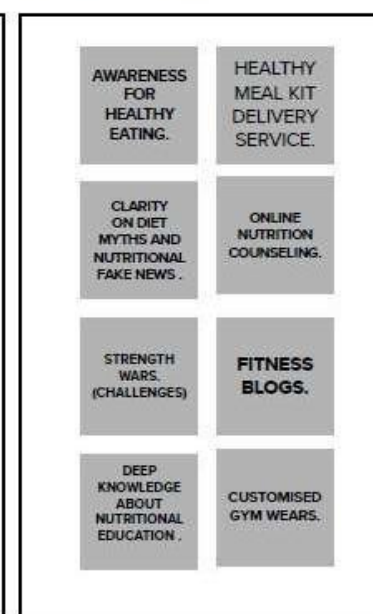 AWARENESS
FOR
HEALTHY
EATING.
HEALTHY
MEAL KIT
DELIVERY
SERVICE.
CLARITY
ON DIET
MYTHS AND
NUTRITIONAL
FAKE NEWS .
ONLINE
NUTRITION
COUNSELING.
STRENGTH
WARS.
(CHALLENGES)
FITNESS
BLOGS.
DEEP
KNOWLEDGE
ABOUT
NUTRITIONAL
EDUCATION .
CUSTOMISED
GYM WEARS.